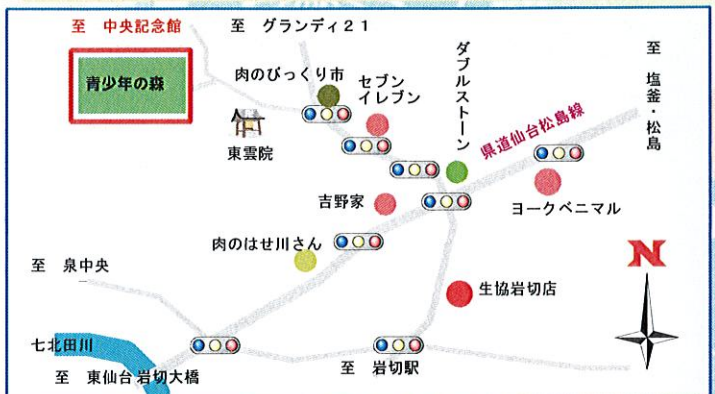 至 中央記念館
至 グランディ21
青少年の森
肉のびっくり市
セブン
イレブン
ダブルストーン
県道仙台松島線
至 塩釜・松島
東雲院
吉野家
ヨークベニマル
肉のはせ川さん
至 泉中央
N
生協岩切店
七北田川
至 東仙台
岩切大橋
至 岩切駅